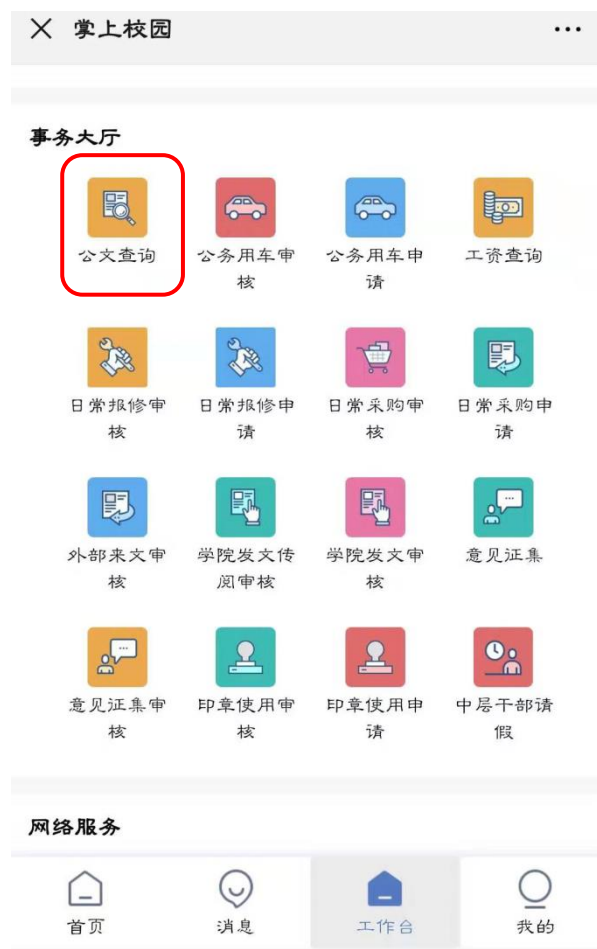 掌上校园
事务大厅
公文查询 公务用车审 公务用车申 工资查询
核 请
日常报修审 日常报修申 日常采购审 日常采购申
核 请 核 请
外部来文审 学院发文传 学院发文审 意见证集
核 阅审核 核
意见证集审 印章使用审 印章使用申 中层干部请
核 核 请 假
网络服务
首页 消息 工作台 我的